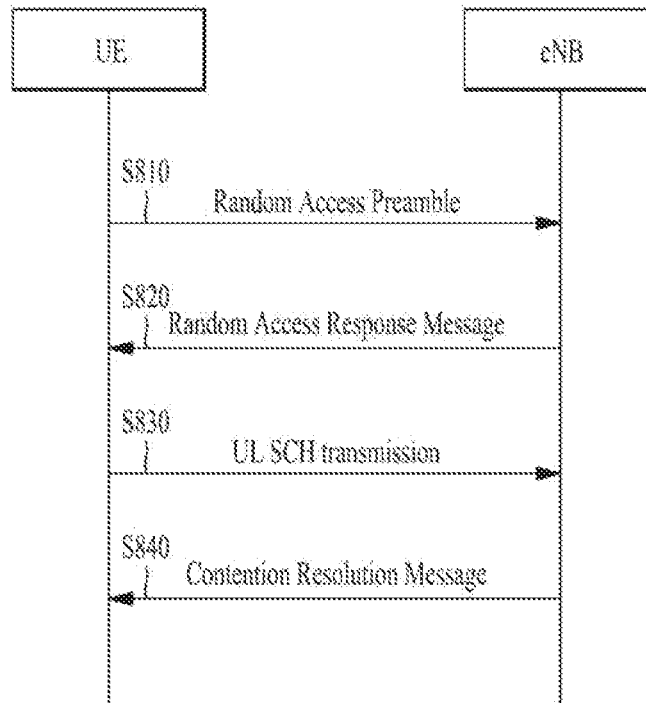 UE
eNB
S810
Random Access Preamble
S820
Random Access Response Message
S830
UL SCH transmission
S840
Contention Resolution Message